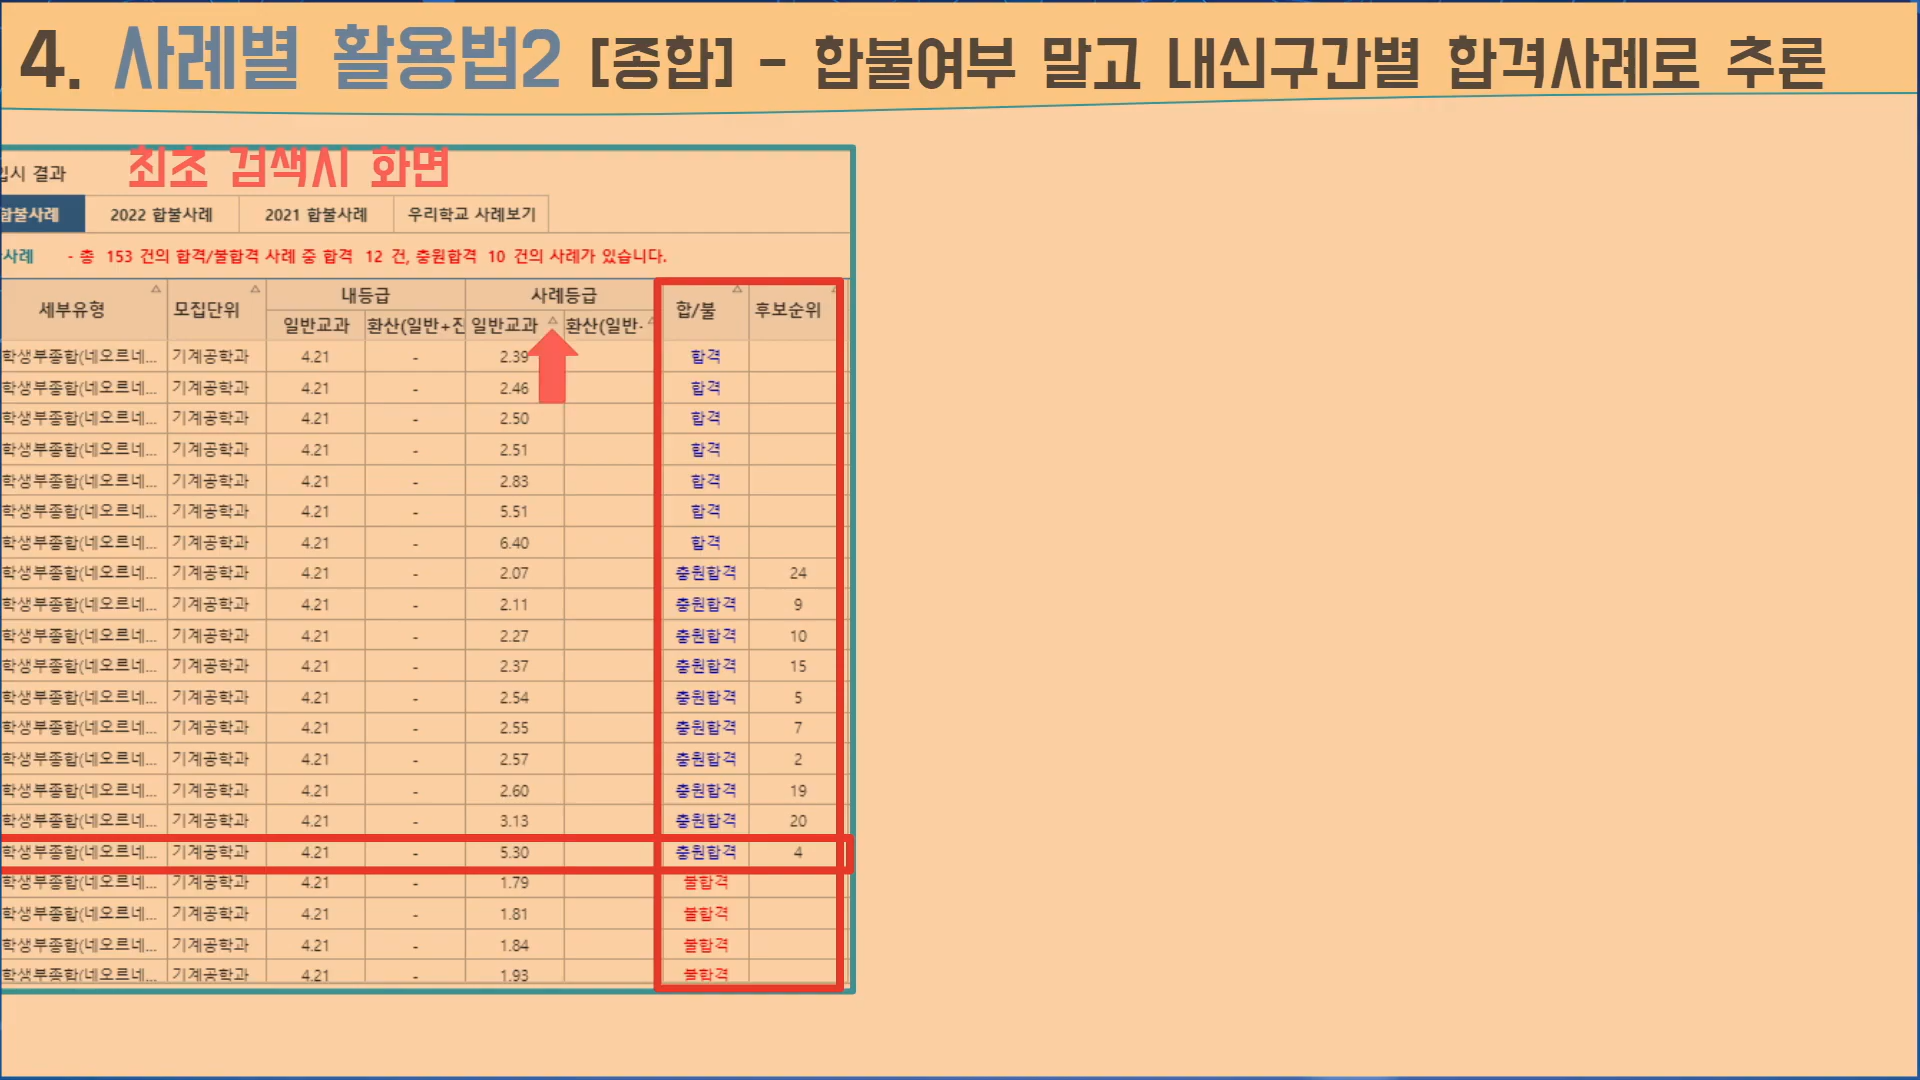 4. 사례별 활용법2 [종합] - 합불여부 말고 내신구간별 합격사례로 추론
최초 검색시 화면
입시 결과
합불사례 2022 합불사례 2021 합불사례 우리학교 사례보기
사례 - 총 153 건의 합격/불합격 사례 중 합격 12 건, 충원합격 10 건의 사례가 있습니다.
세부유형 모집단위 내등급 사례등급 합/불 후보순위
일반교과 환산(일반+진 일반교과 환산(일반·
학생부종합(네오르네... 기계공학과 4.21 - 2.39 합격
학생부종합(네오르네... 기계공학과 4.21 - 2.46 합격
학생부종합(네오르네... 기계공학과 4.21 - 2.50 합격
학생부종합(네오르네... 기계공학과 4.21 - 2.51 합격
학생부종합(네오르네... 기계공학과 4.21 - 2.83 합격
학생부종합(네오르네... 기계공학과 4.21 - 5.51 합격
학생부종합(네오르네... 기계공학과 4.21 - 6.40 합격
학생부종합(네오르네... 기계공학과 4.21 - 2.07 충원합격 24
학생부종합(네오르네... 기계공학과 4.21 - 2.11 충원합격 9
학생부종합(네오르네... 기계공학과 4.21 - 2.27 충원합격 10
학생부종합(네오르네... 기계공학과 4.21 - 2.37 충원합격 15
학생부종합(네오르네... 기계공학과 4.21 - 2.54 충원합격 5
학생부종합(네오르네... 기계공학과 4.21 - 2.55 충원합격 7
학생부종합(네오르네... 기계공학과 4.21 - 2.57 충원합격 2
학생부종합(네오르네... 기계공학과 4.21 - 2.60 충원합격 19
학생부종합(네오르네... 기계공학과 4.21 - 3.13 충원합격 20
학생부종합(네오르네... 기계공학과 4.21 - 5.30 충원합격 4
학생부종합(네오르네... 기계공학과 4.21 - 1.79 불합격
학생부종합(네오르네... 기계공학과 4.21 - 1.81 불합격
학생부종합(네오르네... 기계공학과 4.21 - 1.84 불합격
학생부종합(네오르네... 기계공학과 4.21 - 1.93 불합격